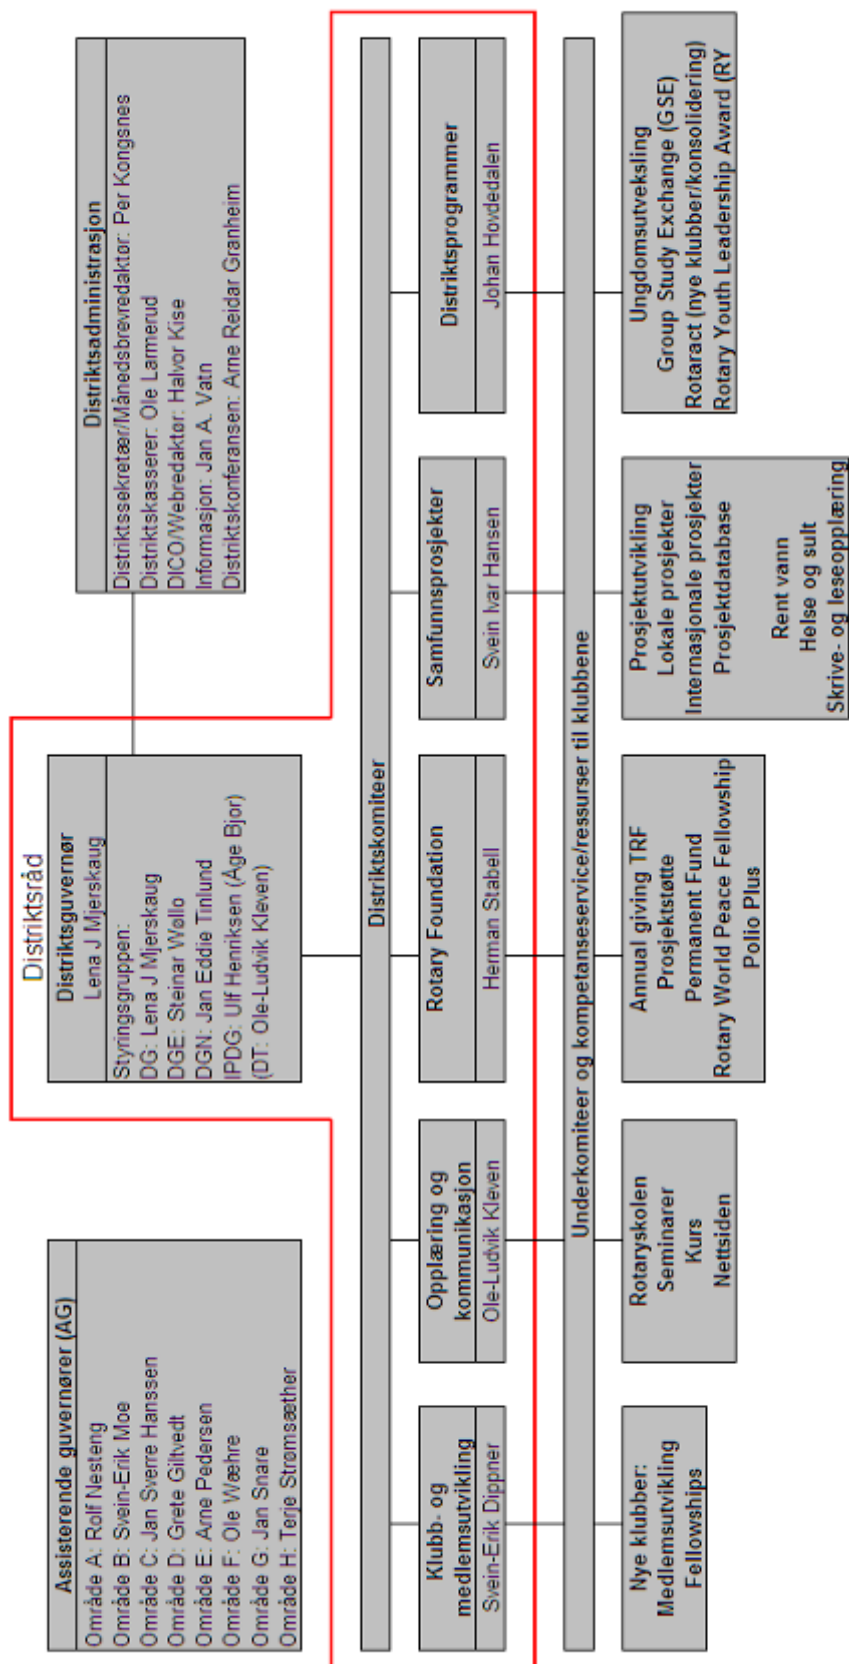 Distriktsråd
Assisterende guvernører (AG)
Område A: Rolf Nesteng
Område B: Svein-Erik Moe
Område C: Jan Sverre Hanssen
Område D: Grete Giltvedt
Område E: Arne Pedersen
Område F: Ole Wæhre
Område G: Jan Snare
Område H: Terje Strømsæther
Distriktsguvernør
Lena J Mjerskaug
Styringsgruppen:
DG: Lena J Mjerskaug
DGE: Steinar Wøllo
DGN: Jan Eddie Tinlund
IPDG: Ulf Henriksen (Åge Bjor)
(DT: Ole-Ludvik Kleven)
Distriktsadministrasjon
Distriktssekretær/Månedsbrevredaktør: Per Kongsnes
Distriktskasserer: Ole Larmerud
DICO/Webredaktør: Halvor Kise
Informasjon: Jan A. Vatn
Distriktskonferansen: Arne Reidar Granheim
Distriktskomiteer
Klubb- og
medlemsutvikling
Svein-Erik Dippner
Opplæring og
kommunikasjon
Ole-Ludvik Kleven
Rotary Foundation
Herman Stabell
Samfunnsprosjekter
Svein Ivar Hansen
Distriktsprogrammer
Johan Hovdedalen
Underkomiteer og kompetanseservice/ressurser til klubbene
Nye klubber:
Medlemsutvikling
Fellowships
Rotaryskolen
Seminarer
Kurs
Nettsiden
Annual giving TRF
Prosjektstøtte
Permanent Fund
Rotary World Peace Fellowship
Polio Plus
Prosjektutvikling
Lokale prosjekter
Internasjonale prosjekter
Prosjektdatabase
Rent vann
Helse og sult
Skrive- og leseopplæring
Ungdomsutveksling
Group Study Exchange (GSE)
Rotaract (nye klubber/konsolidering)
Rotary Youth Leadership Award (RY